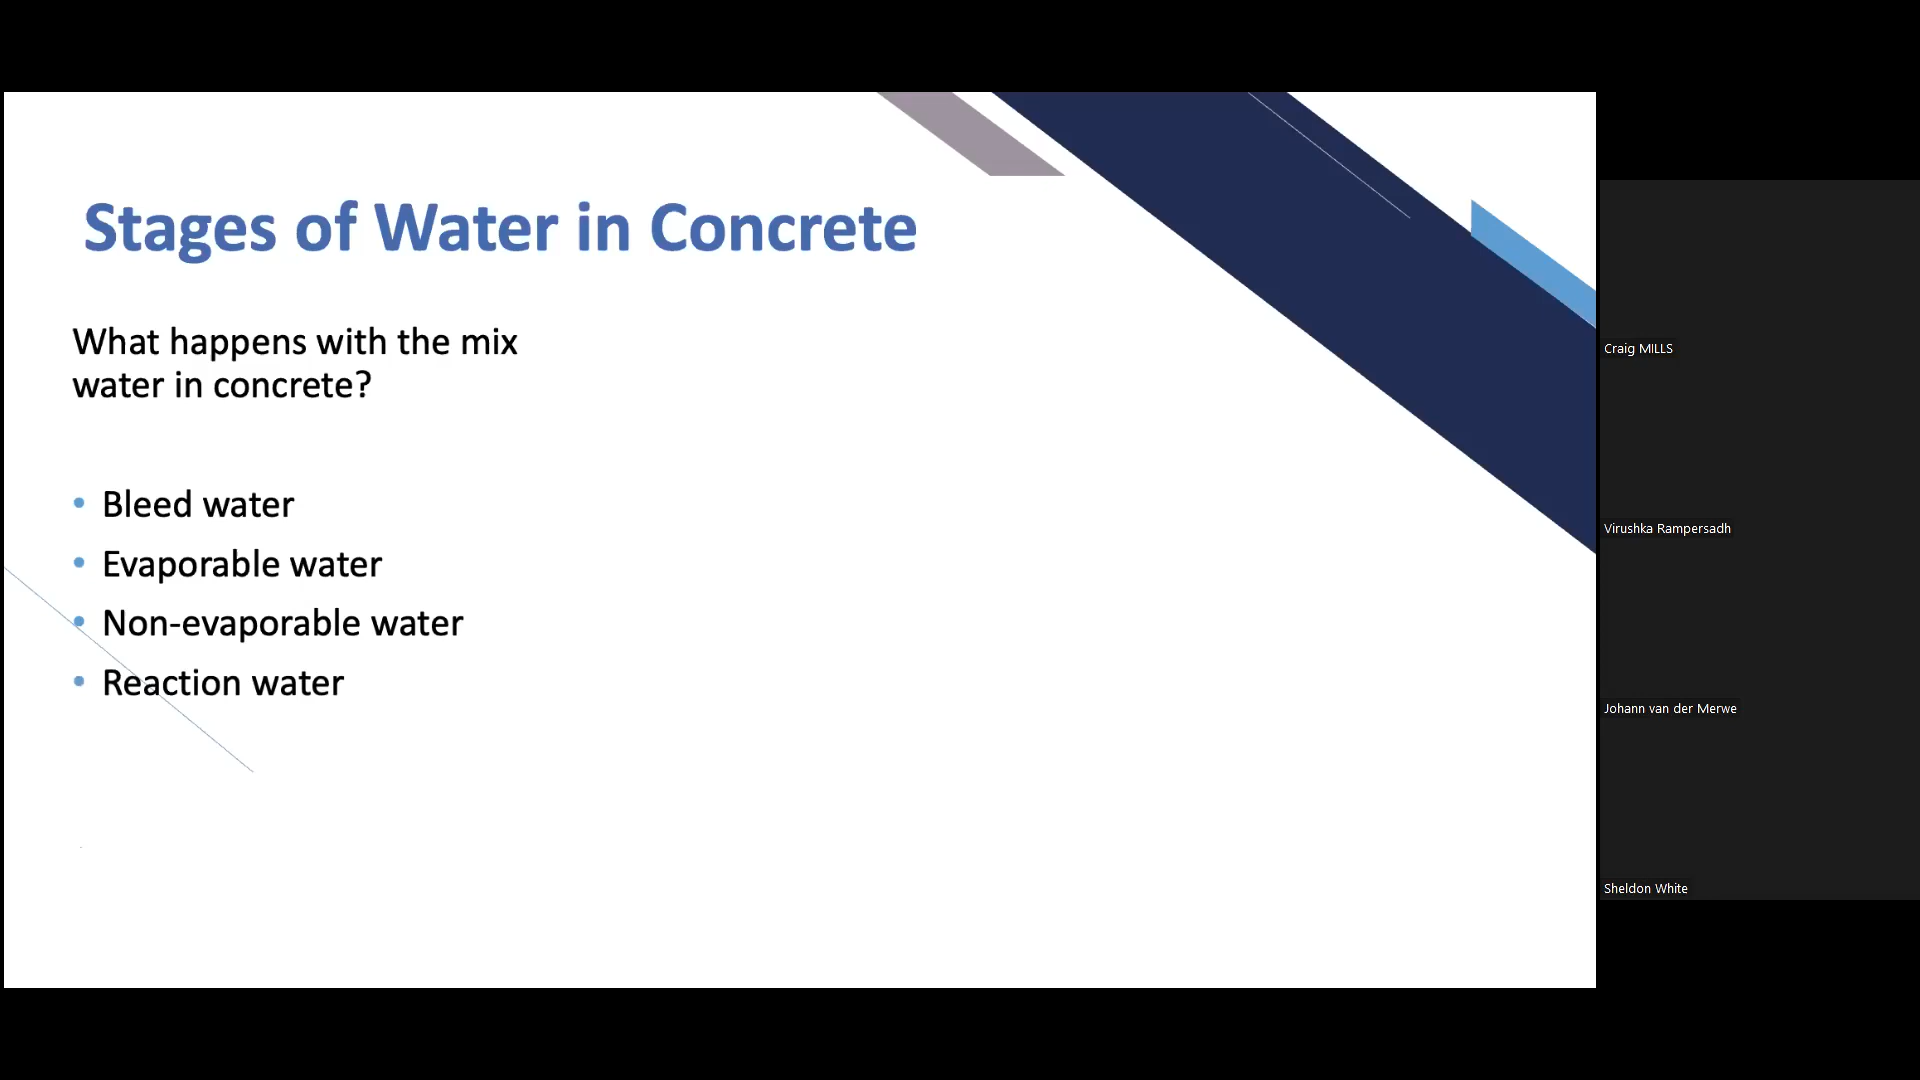 Stages of Water in Concrete
What happens with the mix
water in concrete?
• Bleed water
• Evaporable water
• Non-evaporable water
• Reaction water
Craig MILLS
Virushka Rampersadh
Johann van der Merwe
Sheldon White